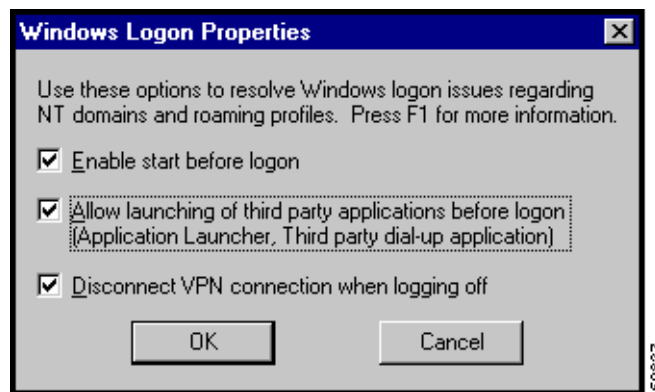 Windows Logon Properties
Use these options to resolve Windows logon issues regarding
NT domains and roaming profiles.  Press F1 for more information.
Enable start before logon
Allow launching of third party applications before logon
(Application Launcher, Third party dial-up application)
Disconnect VPN connection when logging off
OK
Cancel